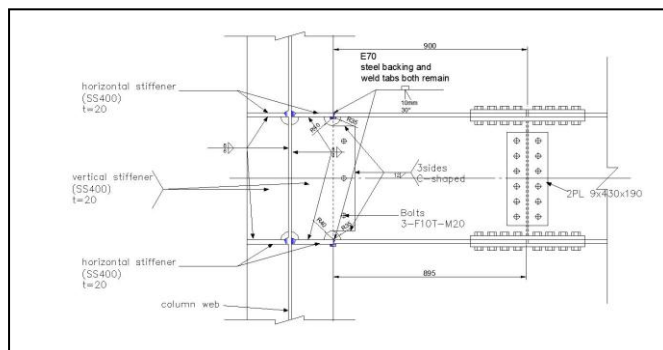 900
E70
steel backing and
weld tabs both remain
10mm
30°
horizontal stiffener
(SS400)
t=20
R40
R35
3sides
C-shaped
vertical stiffener
(SS400)
t=20
2PL 9x430x190
Bolts
3-F10T-M20
R40
R35
horizontal stiffener
(SS400)
t=20
895
column web